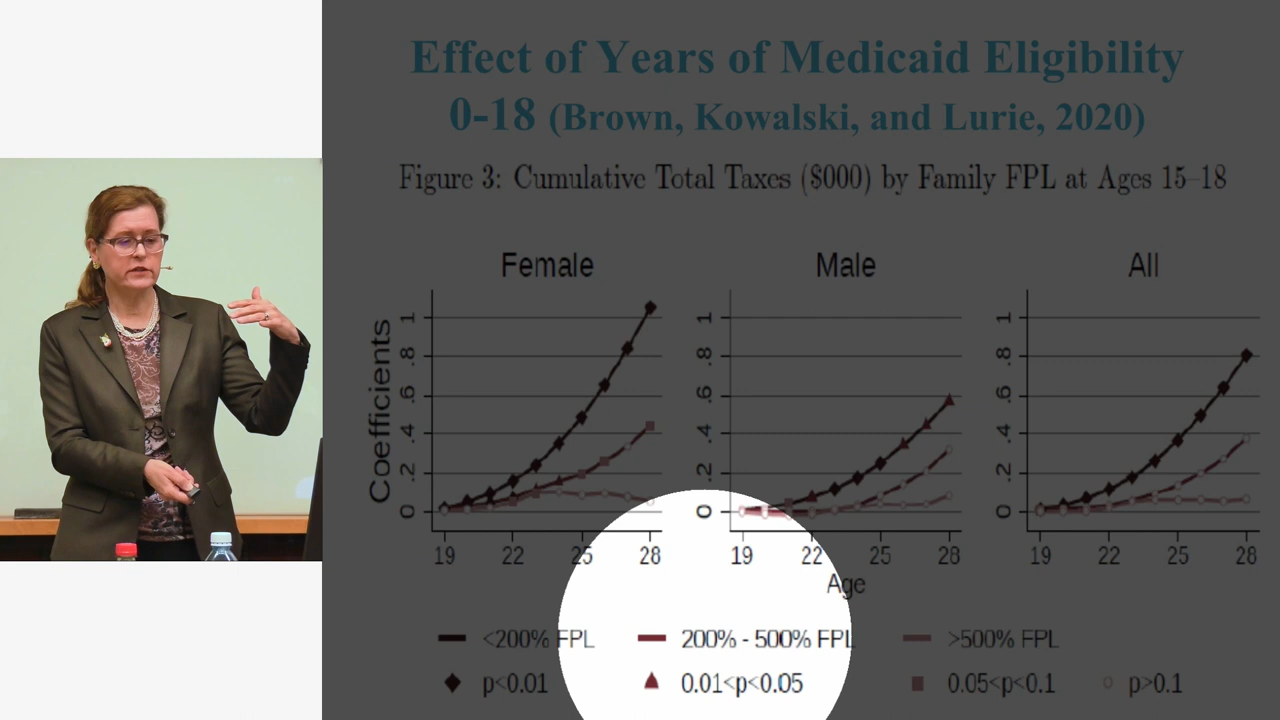 Effect of Years of Medicaid Eligibility
0-18 (Brown, Kowalski, and Lurie, 2020)
Figure 3: Cumulative Total Taxes ($000) by Family FPL at Ages 15–18
Female Male All
Coefficients
1 1 1
.8 .8 .8
.6 .6 .6
.4 .4 .4
.2 .2 .2
0 0 0
19 22 25 28 19 22 25 28 19 22 25 28
Age
<200% FPL 200% - 500% FPL >500% FPL
p<0.01 0.01<p<0.05 0.05<p<0.1 p>0.1